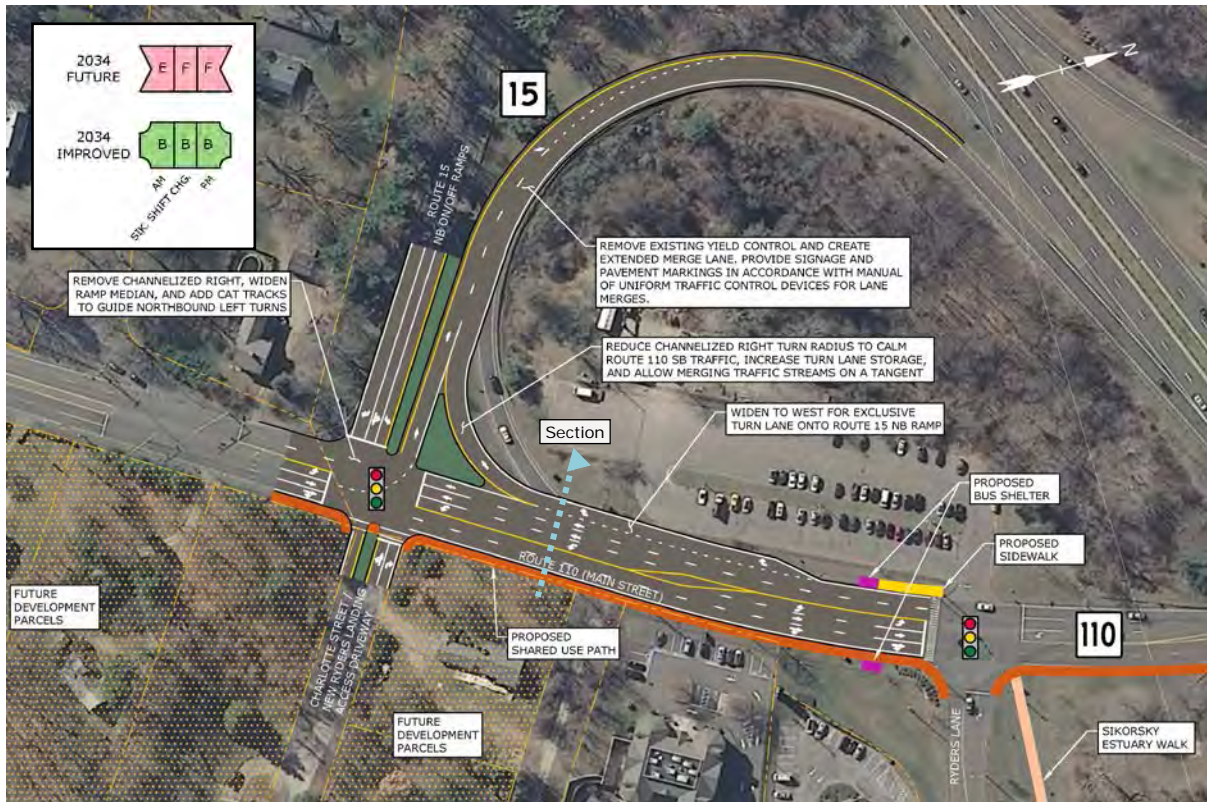 2034
FUTURE
E F F
2034
IMPROVED
B B B
AM
SIK. SHIFT CHG.
PM
15
N
ROUTE 15
NB ON/OFF RAMPS
REMOVE CHANNELIZED RIGHT, WIDEN
RAMP MEDIAN, AND ADD CAT TRACKS
TO GUIDE NORTHBOUND LEFT TURNS
REMOVE EXISTING YIELD CONTROL AND CREATE
EXTENDED MERGE LANE. PROVIDE SIGNAGE AND
PAVEMENT MARKINGS IN ACCORDANCE WITH MANUAL
OF UNIFORM TRAFFIC CONTROL DEVICES FOR LANE
MERGES.
REDUCE CHANNELIZED RIGHT TURN RADIUS TO CALM
ROUTE 110 SB TRAFFIC, INCREASE TURN LANE STORAGE,
AND ALLOW MERGING TRAFFIC STREAMS ON A TANGENT
Section
WIDEN TO WEST FOR EXCLUSIVE
TURN LANE ONTO ROUTE 15 NB RAMP
PROPOSED
BUS SHELTER
PROPOSED
SIDEWALK
ROUTE 110 (MAIN STREET)
110
FUTURE
DEVELOPMENT
PARCELS
CHARLOTTE STREET /
NEW RYDERS LANDING
ACCESS DRIVEWAY
PROPOSED
SHARED USE PATH
FUTURE
DEVELOPMENT
PARCELS
RYDERS LANE
SIKORSKY
ESTUARY WALK